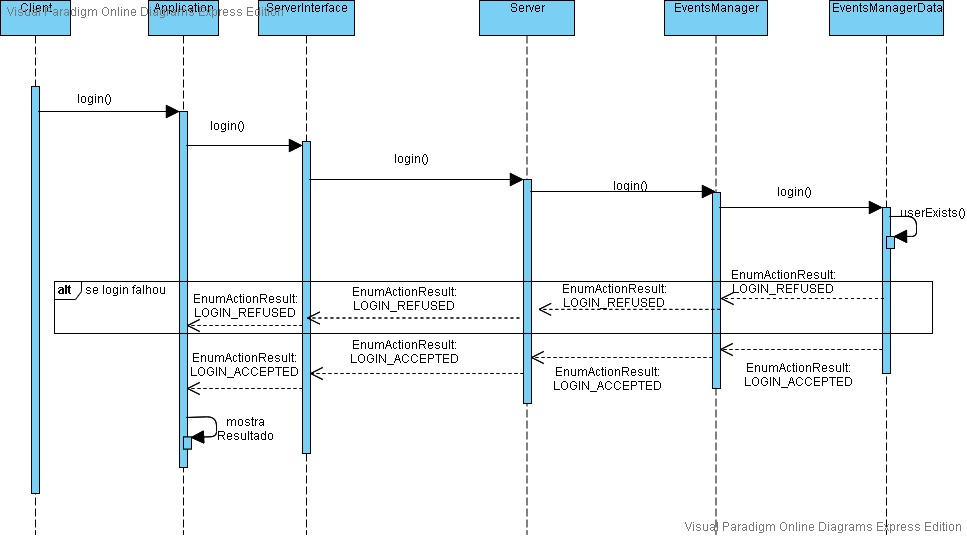 Client
Application
ServerInterface
Server
EventsManager
EventsManagerData
Visual Paradigm Online Diagrams Express Edition
login()
login()
login()
login()
login()
userExists()
alt
se login falhou
EnumActionResult:
LOGIN_REFUSED
EnumActionResult:
LOGIN_REFUSED
EnumActionResult:
LOGIN_REFUSED
EnumActionResult:
LOGIN_REFUSED
EnumActionResult:
LOGIN_ACCEPTED
EnumActionResult:
LOGIN_ACCEPTED
EnumActionResult:
LOGIN_ACCEPTED
EnumActionResult:
LOGIN_ACCEPTED
mostra
Resultado
Visual Paradigm Online Diagrams Express Edition